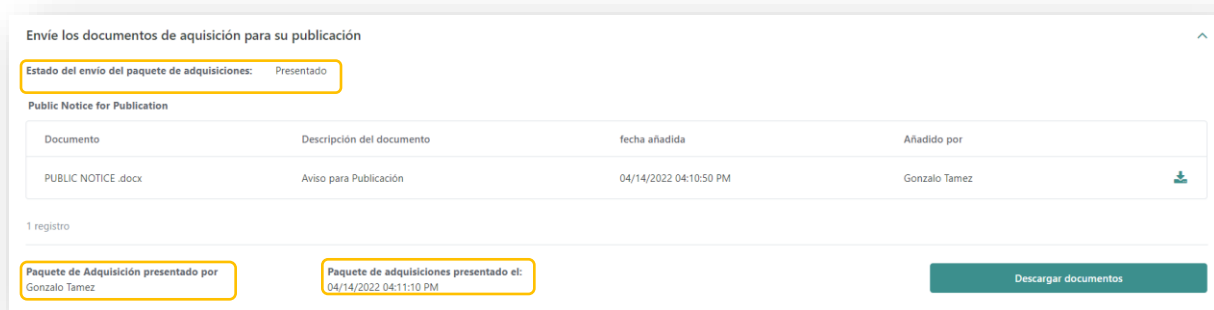 Envíe los documentos de aquisición para su publicación
Estado del envío del paquete de adquisiciones: Presentado
Public Notice for Publication
Documento Descripción del documento fecha añadida Añadido por
PUBLIC NOTICE .docx Aviso para Publicación 04/14/2022 04:10:50 PM Gonzalo Tamez
1 registro
Paquete de Adquisición presentado por Paquete de adquisiciones presentado el:
Gonzalo Tamez 04/14/2022 04:11:10 PM Descargar documentos